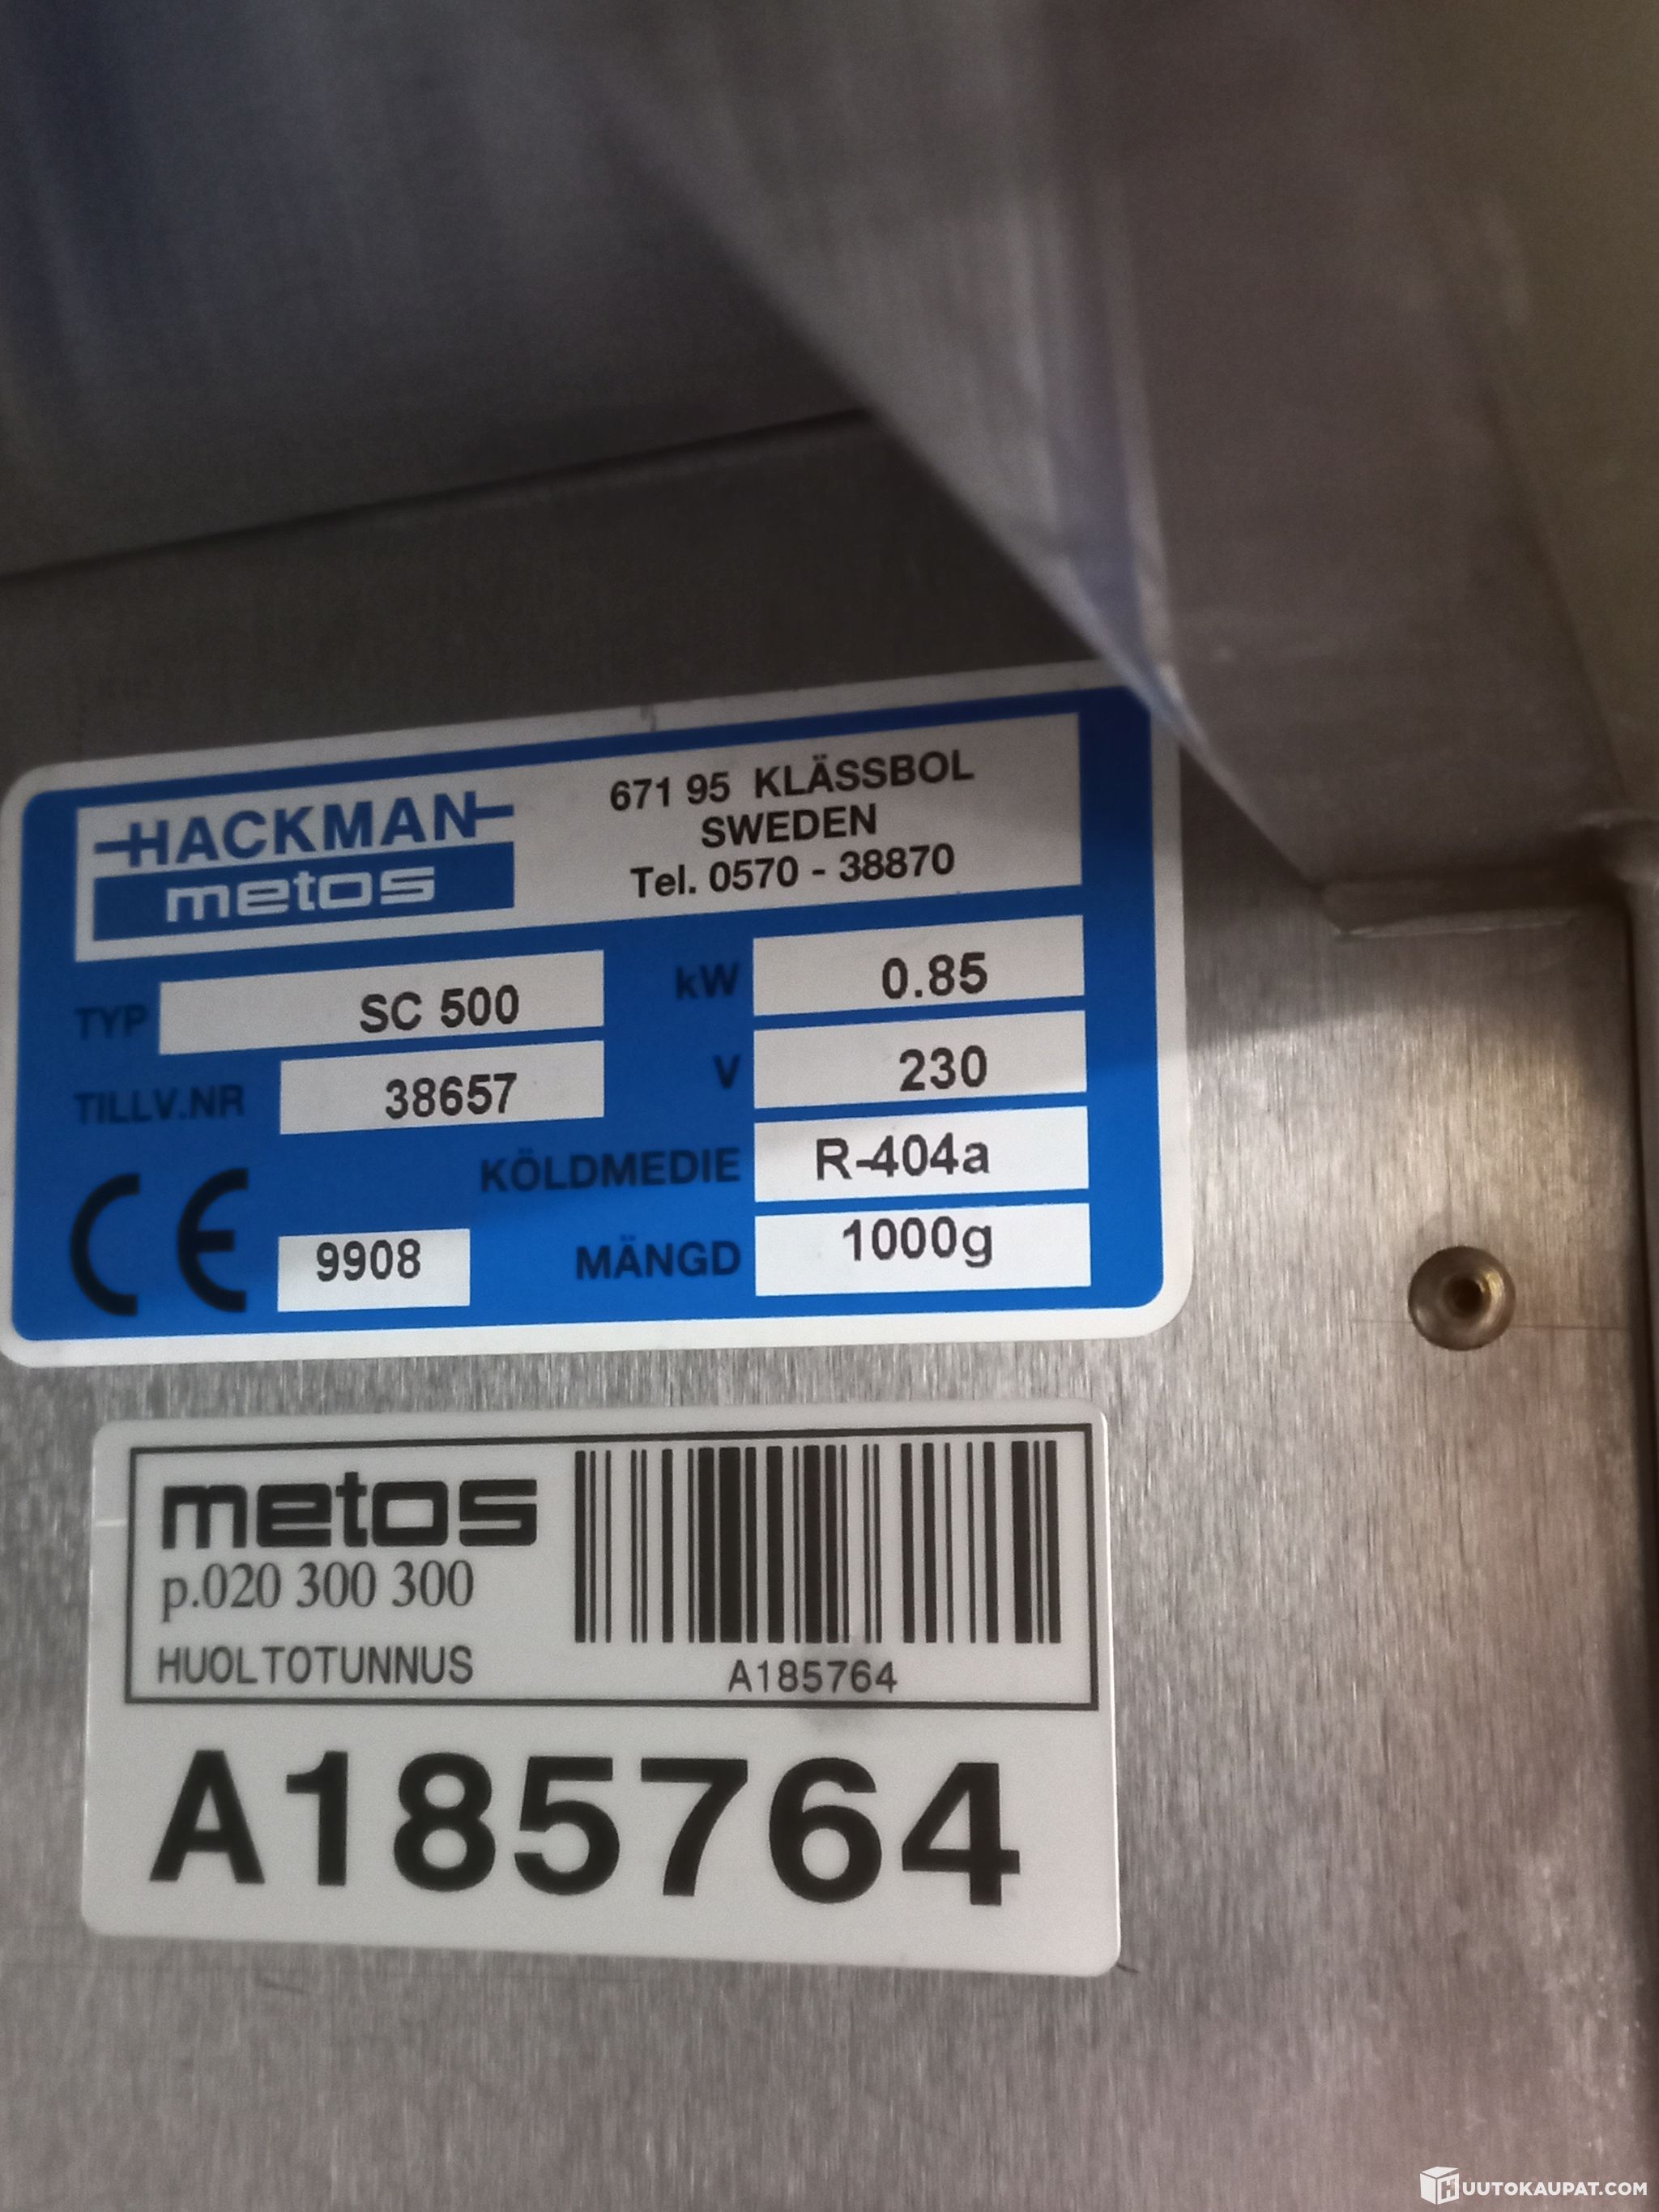 HACKMAN
metos
671 95 KLÄSSBOL
SWEDEN
Tel. 0570 - 38870
TYP SC 500
kW 0.85
TILLV.NR 38657
V 230
KÖLDMEDIE R-404a
CE 9908
MÄNGD 1000g
metos
p.020 300 300
HUOLTOTUNNUS
A185764
A185764
HUUTOKAUPAT.COM